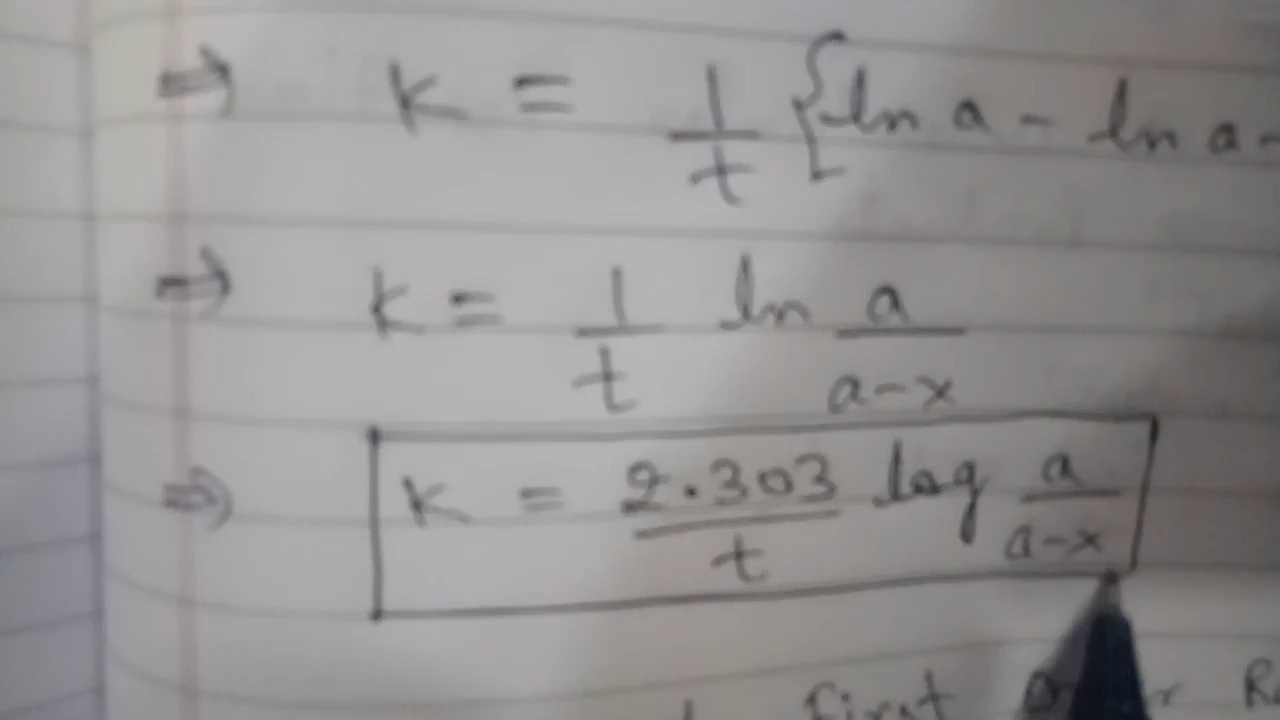 ⇒ K = 1/t {ln a - ln a -
⇒ K = 1/t ln a/a-x
⇒ K = 2.303/t log a/a-x
first